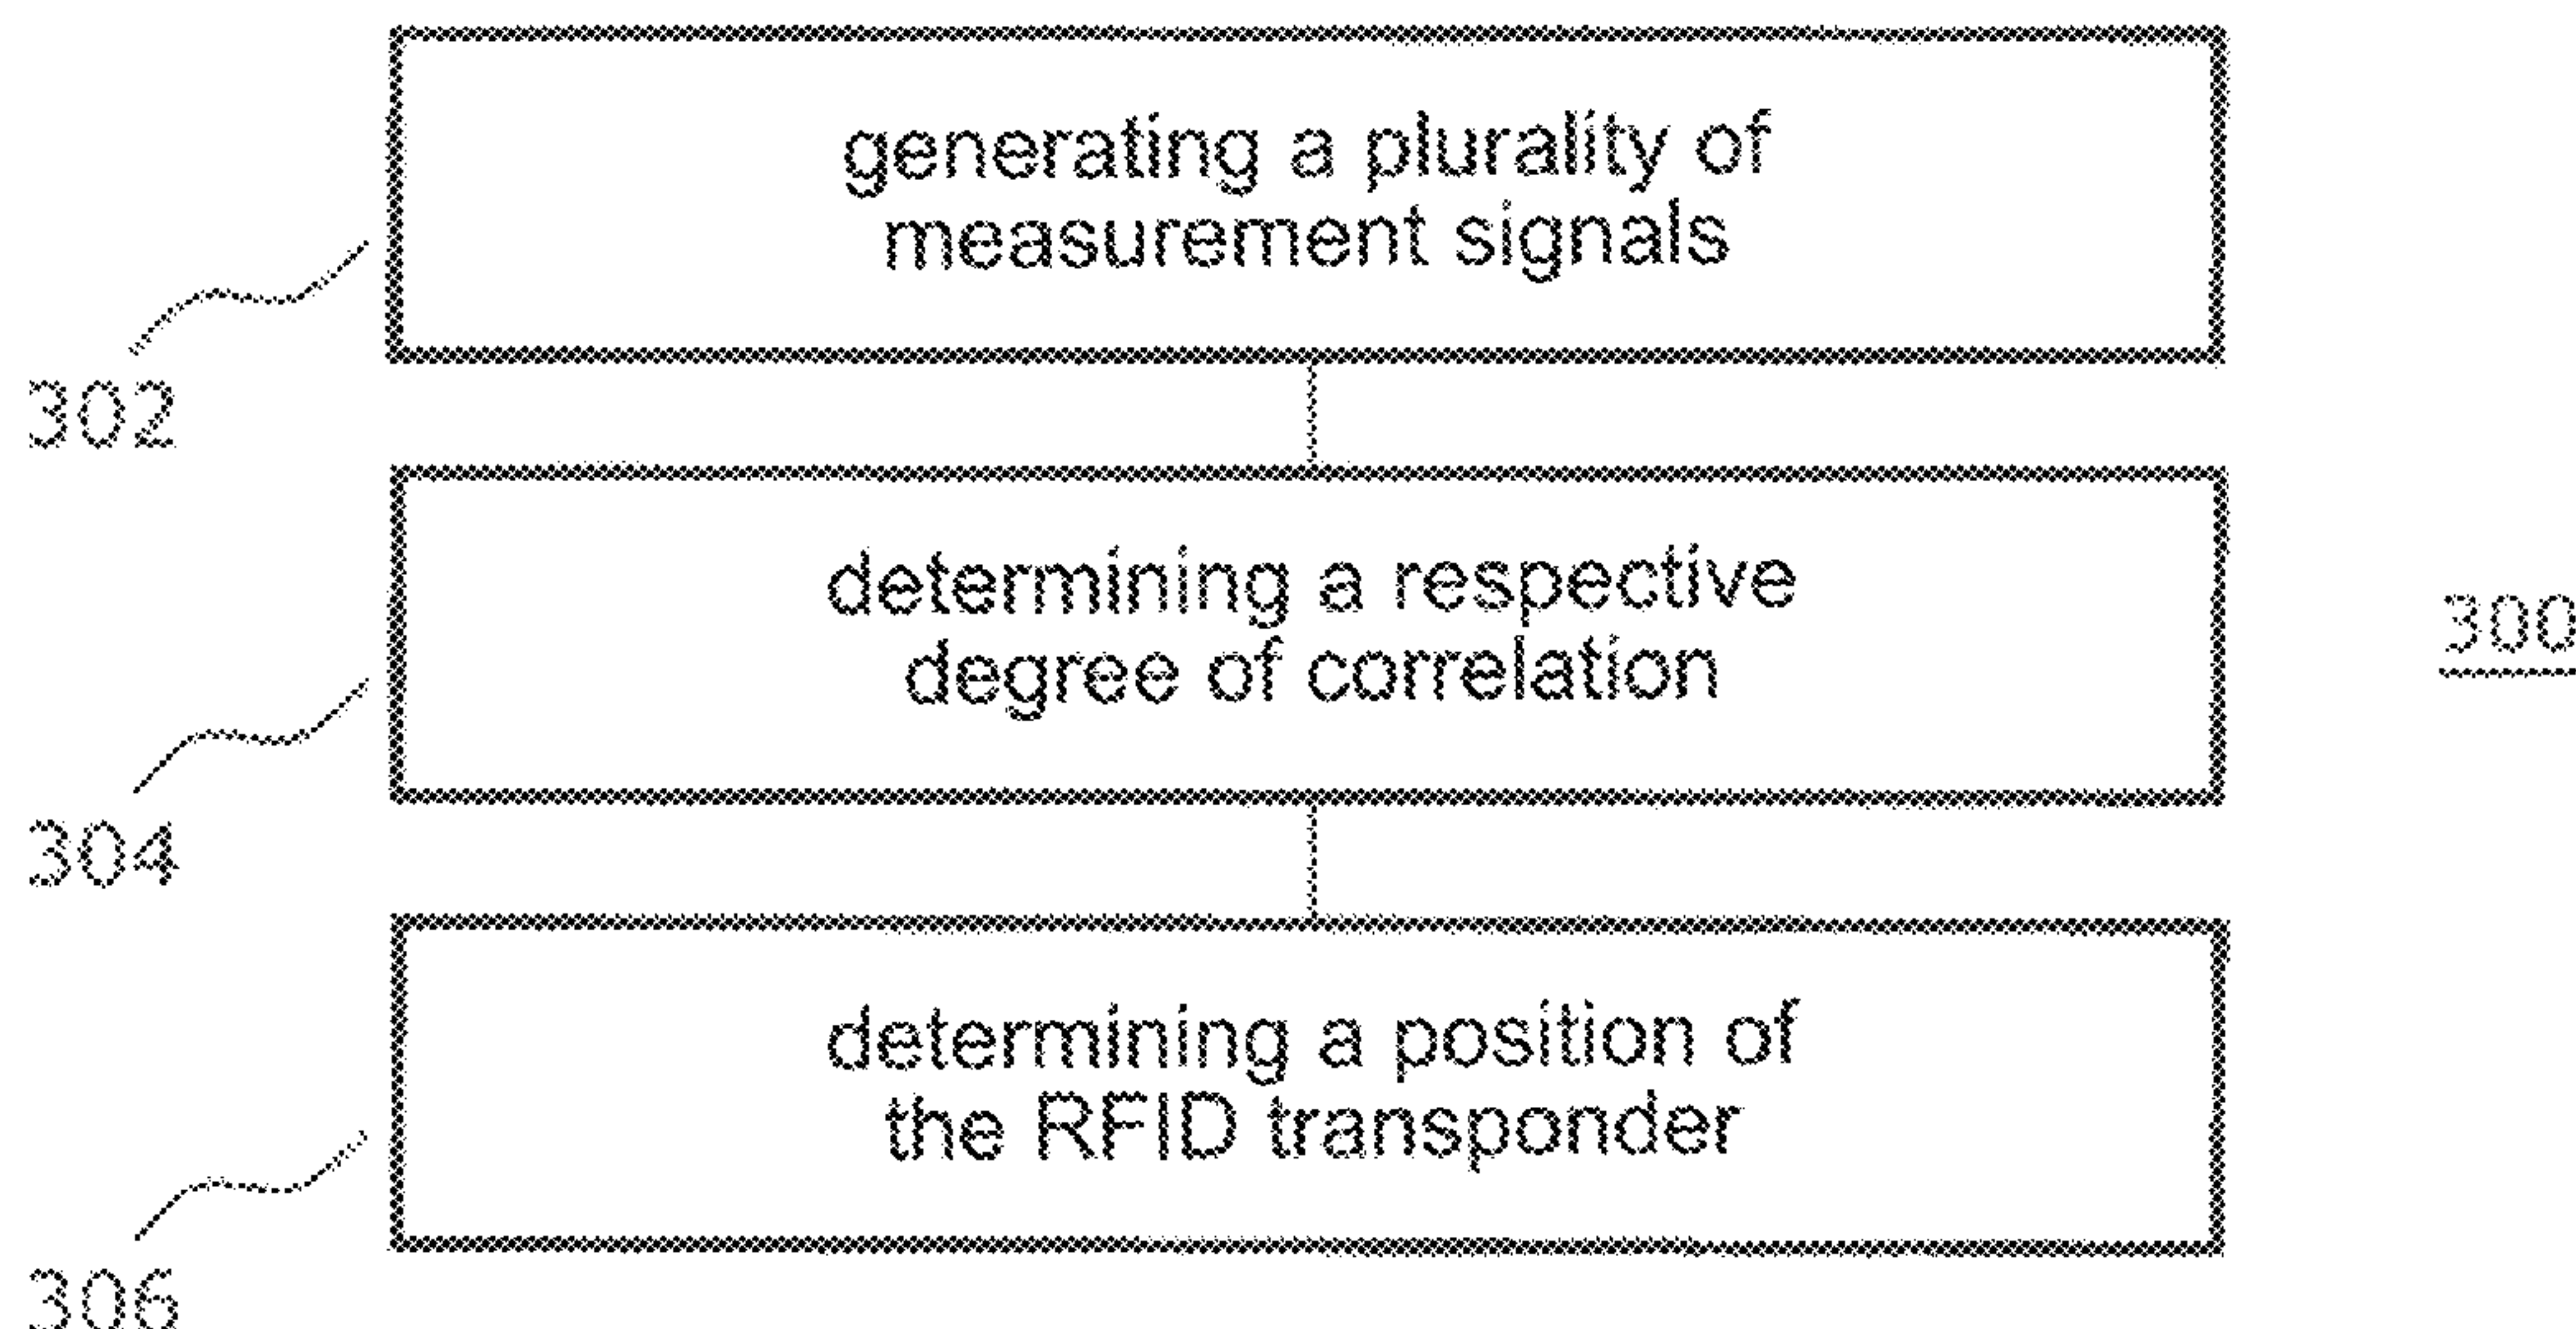 generating a plurality of
measurement signals
302
determining a respective
degree of correlation
300
304
determining a position of
the RFID transponder
306